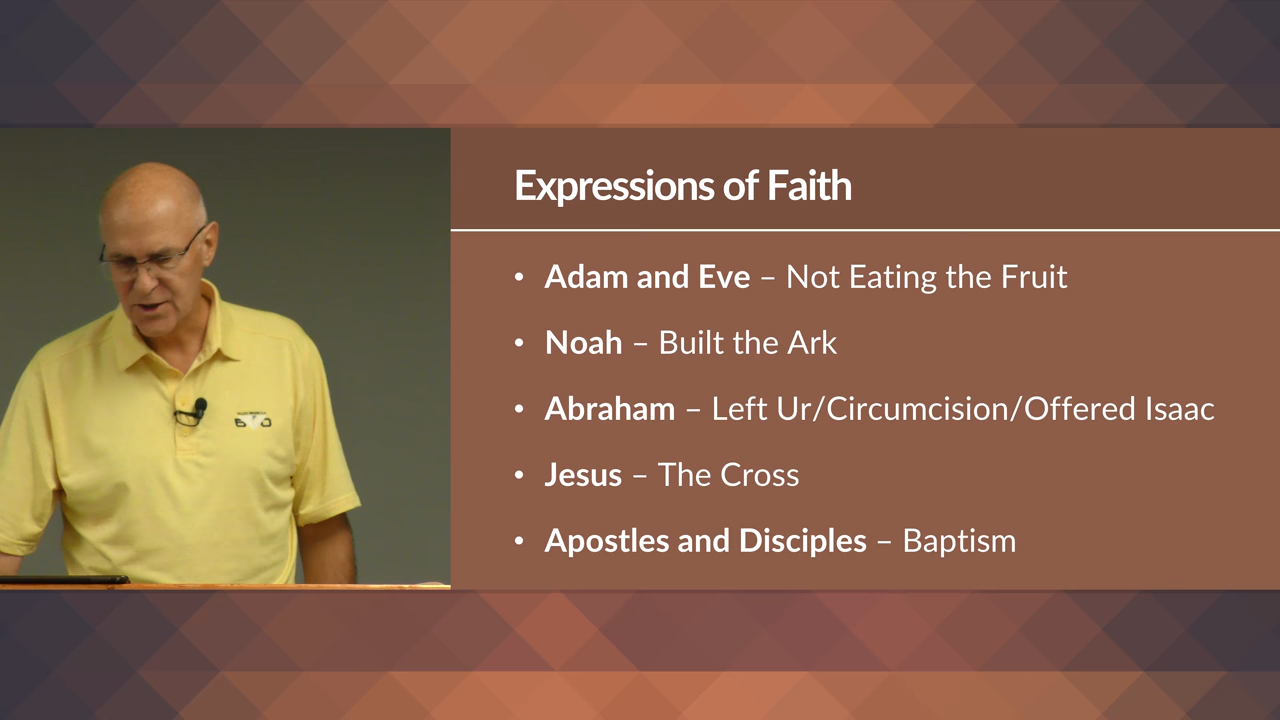 Expressions of Faith
• Adam and Eve – Not Eating the Fruit
• Noah – Built the Ark
• Abraham – Left Ur/Circumcision/Offered Isaac
• Jesus – The Cross
• Apostles and Disciples – Baptism